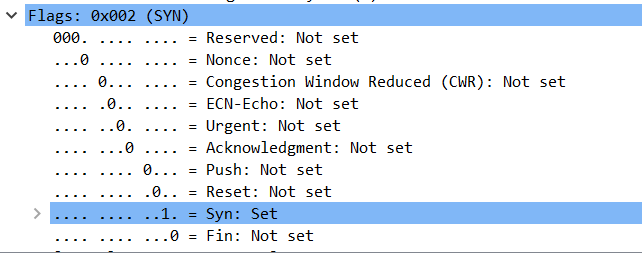 Flags: 0x002 (SYN)
000. .... .... = Reserved: Not set
...0 .... .... = Nonce: Not set
.... 0... .... = Congestion Window Reduced (CWR): Not set
.... .0.. .... = ECN-Echo: Not set
.... ..0. .... = Urgent: Not set
.... ...0 .... = Acknowledgment: Not set
.... .... 0... = Push: Not set
.... .... .0.. = Reset: Not set
.... .... ..1. = Syn: Set
.... .... ...0 = Fin: Not set